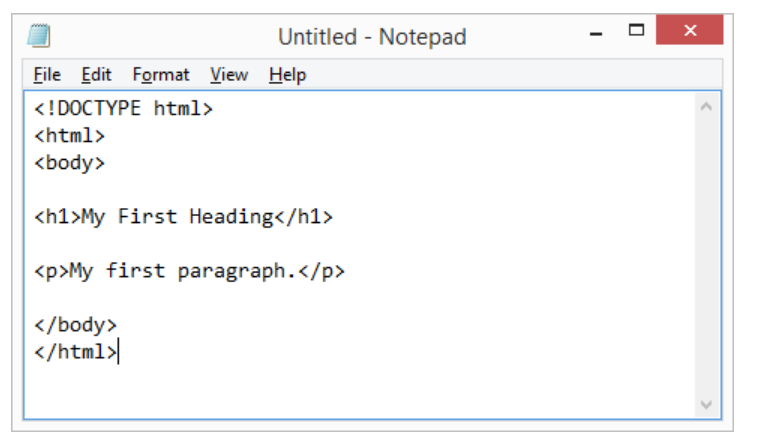 Untitled - Notepad
File Edit Format View Help
<!DOCTYPE html>
<html>
<body>
<h1>My First Heading</h1>
<p>My first paragraph.</p>
</body>
</html>